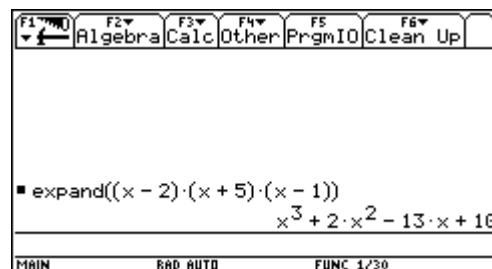 F1 F2 Algebra F3 Calc F4 Other F5 PrgmIO F6 Clean Up
expand((x − 2)·(x + 5)·(x − 1))
x³ + 2·x² − 13·x + 10
MAIN RAD AUTO FUNC 1/30